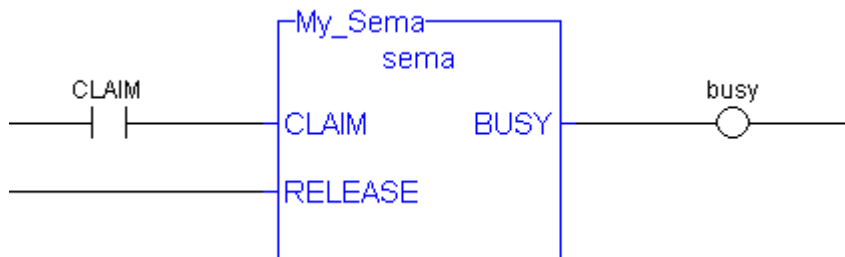 My_Sema
sema
CLAIM
busy
CLAIM
BUSY
RELEASE